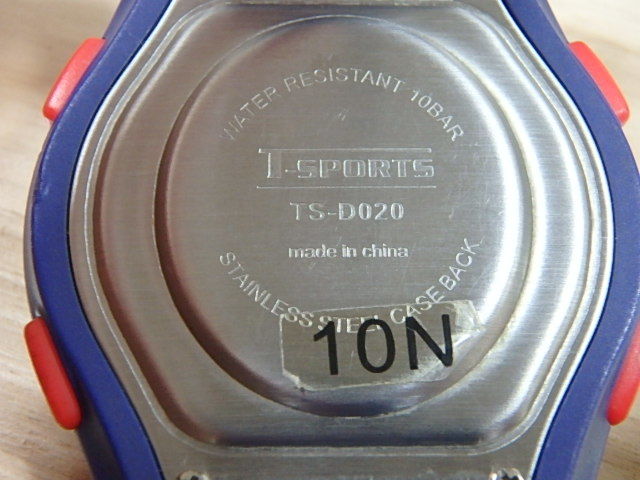 WATER RESISTANT 10BAR
T-SPORTS
TS-D020
made in china
STAINLESS STEEL CASE BACK
10N